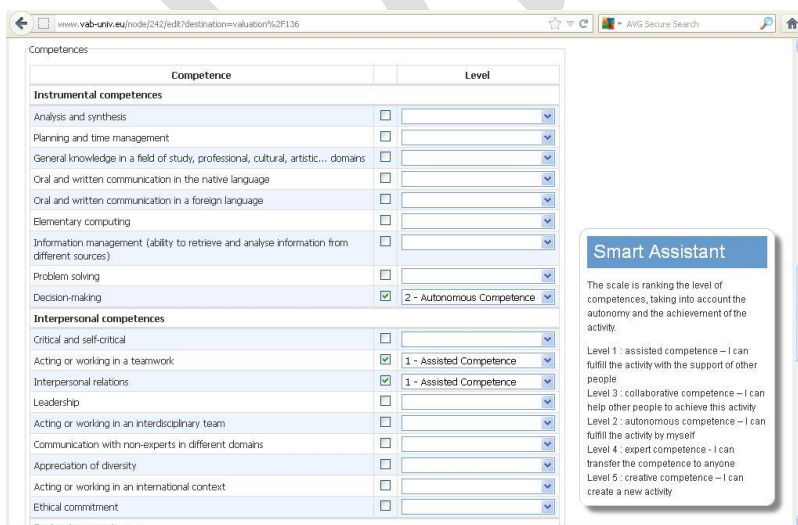 www.vab-univ.eu/node/242/edit?destination=valuation%2F136
AVG Secure Search
Competences
Competence Level
Instrumental competences
Analysis and synthesis
Planning and time management
General knowledge in a field of study, professional, cultural, artistic... domains
Oral and written communication in the native language
Oral and written communication in a foreign language
Elementary computing
Information management (ability to retrieve and analyse information from
different sources)
Problem solving
Decision-making 2 - Autonomous Competence
Interpersonal competences
Critical and self-critical
Acting or working in a teamwork 1 - Assisted Competence
Interpersonal relations 1 - Assisted Competence
Leadership
Acting or working in an interdisciplinary team
Communication with non-experts in different domains
Appreciation of diversity
Acting or working in an international context
Ethical commitment
Smart Assistant
The scale is ranking the level of
competences, taking into account the
autonomy and the achievement of the
activity.
Level 1 : assisted competence – I can
fulfill the activity with the support of other
people
Level 3 : collaborative competence – I can
help other people to achieve this activity
Level 2 : autonomous competence – I can
fulfill the activity by myself
Level 4 : expert competence - I can
transfer the competence to anyone
Level 5 : creative competence – I can
create a new activity